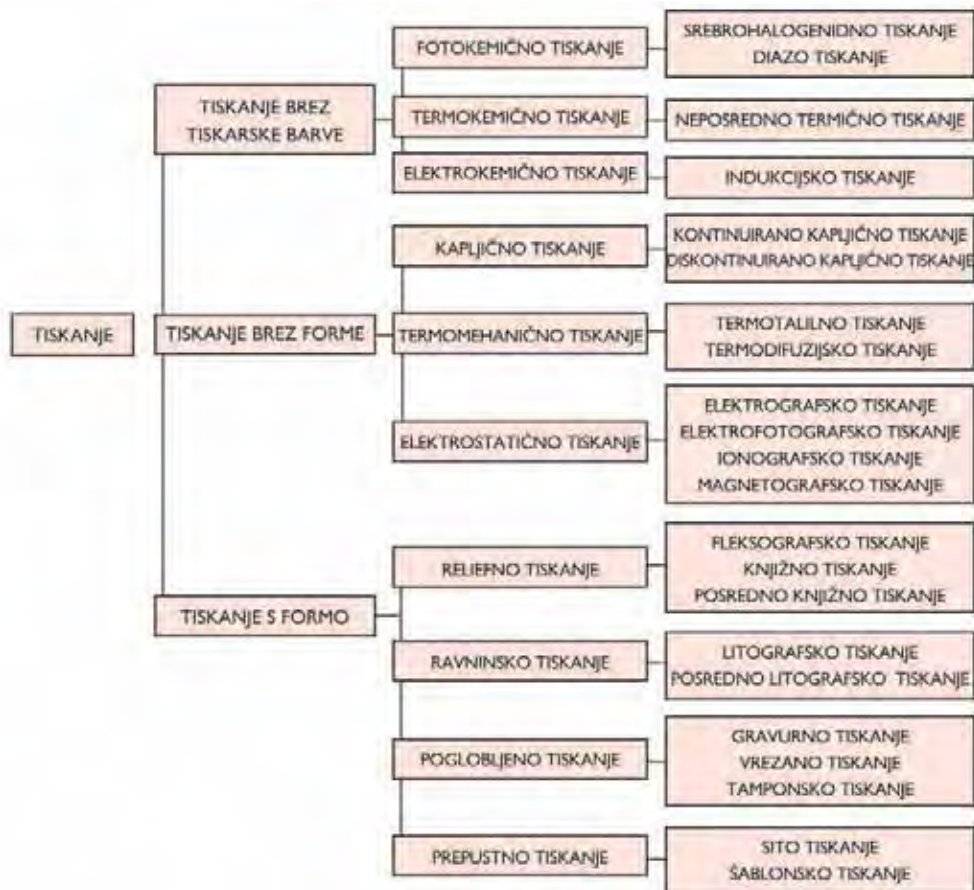 TISKANJE
TISKANJE BREZ
TISKARSKE BARVE
FOTOKEMIČNO TISKANJE
SREBROHALOGENIDNO TISKANJE
DIAZO TISKANJE
TERMOKEMIČNO TISKANJE
NEPOSREDNO TERMIČNO TISKANJE
ELEKTROKEMIČNO TISKANJE
INDUKCIJSKO TISKANJE
TISKANJE BREZ FORME
KAPLJIČNO TISKANJE
KONTINUIRANO KAPLJIČNO TISKANJE
DISKONTINUIRANO KAPLJIČNO TISKANJE
TERMOMEHANIČNO TISKANJE
TERMOTALILNO TISKANJE
TERMODIFUZIJSKO TISKANJE
ELEKTROSTATIČNO TISKANJE
ELEKTROGRAFSKO TISKANJE
ELEKTROFOTOGRAFSKO TISKANJE
IONOGRAFSKO TISKANJE
MAGNETOGRAFSKO TISKANJE
TISKANJE S FORMO
RELIEFNO TISKANJE
FLEKSOGRAFSKO TISKANJE
KNJIŽNO TISKANJE
POSREDNO KNJIŽNO TISKANJE
RAVNINSKO TISKANJE
LITOGRAFSKO TISKANJE
POSREDNO LITOGRAFSKO TISKANJE
POGLOBLJENO TISKANJE
GRAVURNO TISKANJE
VREZANO TISKANJE
TAMPONSKO TISKANJE
PREPUSTNO TISKANJE
SITO TISKANJE
ŠABLONSKO TISKANJE